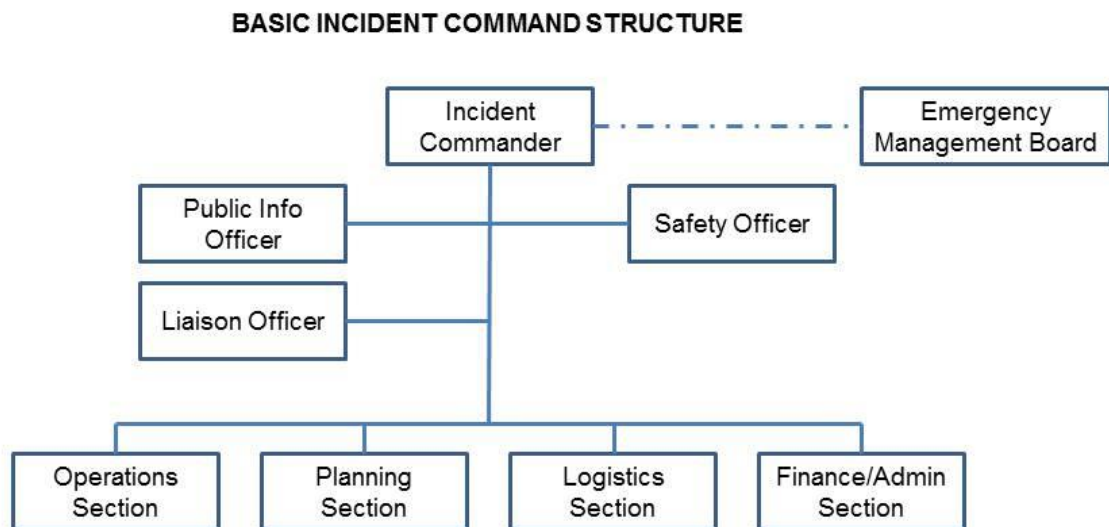 BASIC INCIDENT COMMAND STRUCTURE
Incident
Commander
Emergency
Management Board
Public Info
Officer
Safety Officer
Liaison Officer
Operations
Section
Planning
Section
Logistics
Section
Finance/Admin
Section